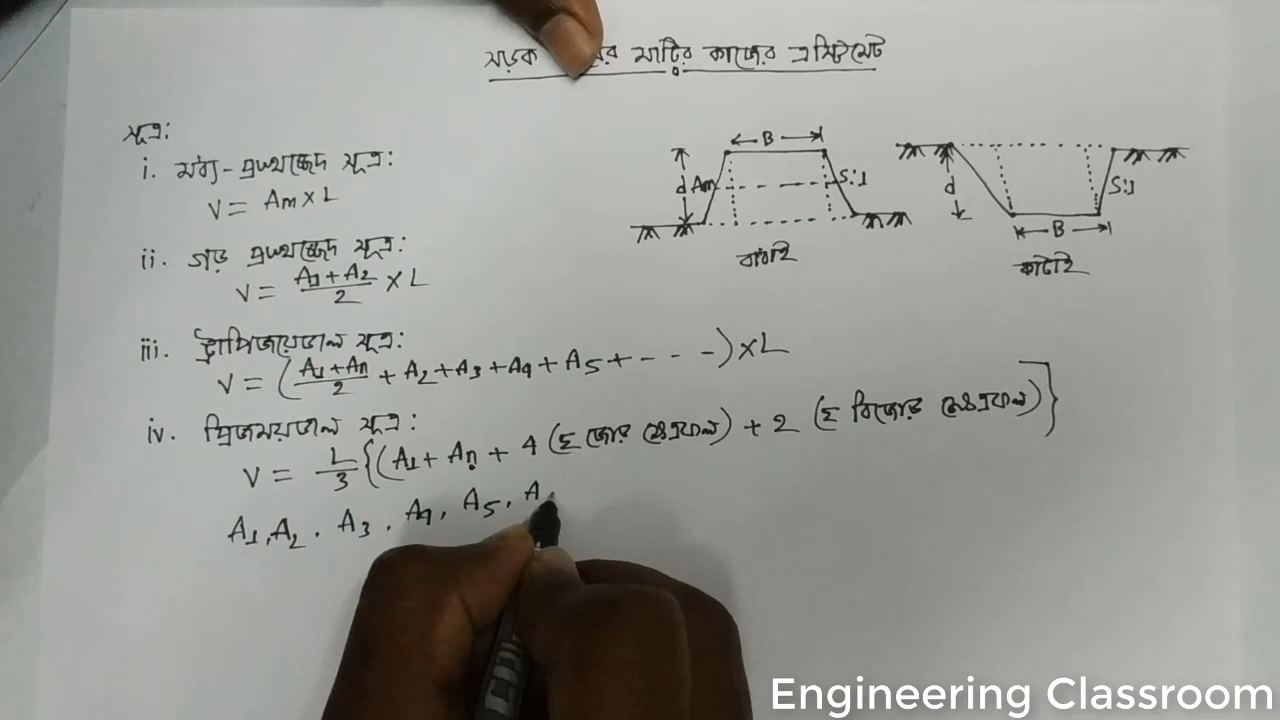 সড়ক মাটির কাজের এস্টিমেট
সূত্র:
i. মধ্য-প্রস্থচ্ছেদ সূত্র:
V = Am × L
ii. গড় প্রস্থচ্ছেদ সূত্র:
V = (A1 + A2)/2 × L
iii. ট্রাপিজয়েডাল সূত্র:
V = ((A1 + An)/2 + A2 + A3 + A4 + A5 + - - -) × L
iv. প্রিজময়ডাল সূত্র:
V = L/3 {(A1 + An + 4 (Σ জোড় ক্ষেত্রফল) + 2 (Σ বিজোড় ক্ষেত্রফল)}
A1, A2, A3, A4, A5, A
B
d Am S:1
ভরাট
d S:1
B
কাটাই
Engineering Classroom